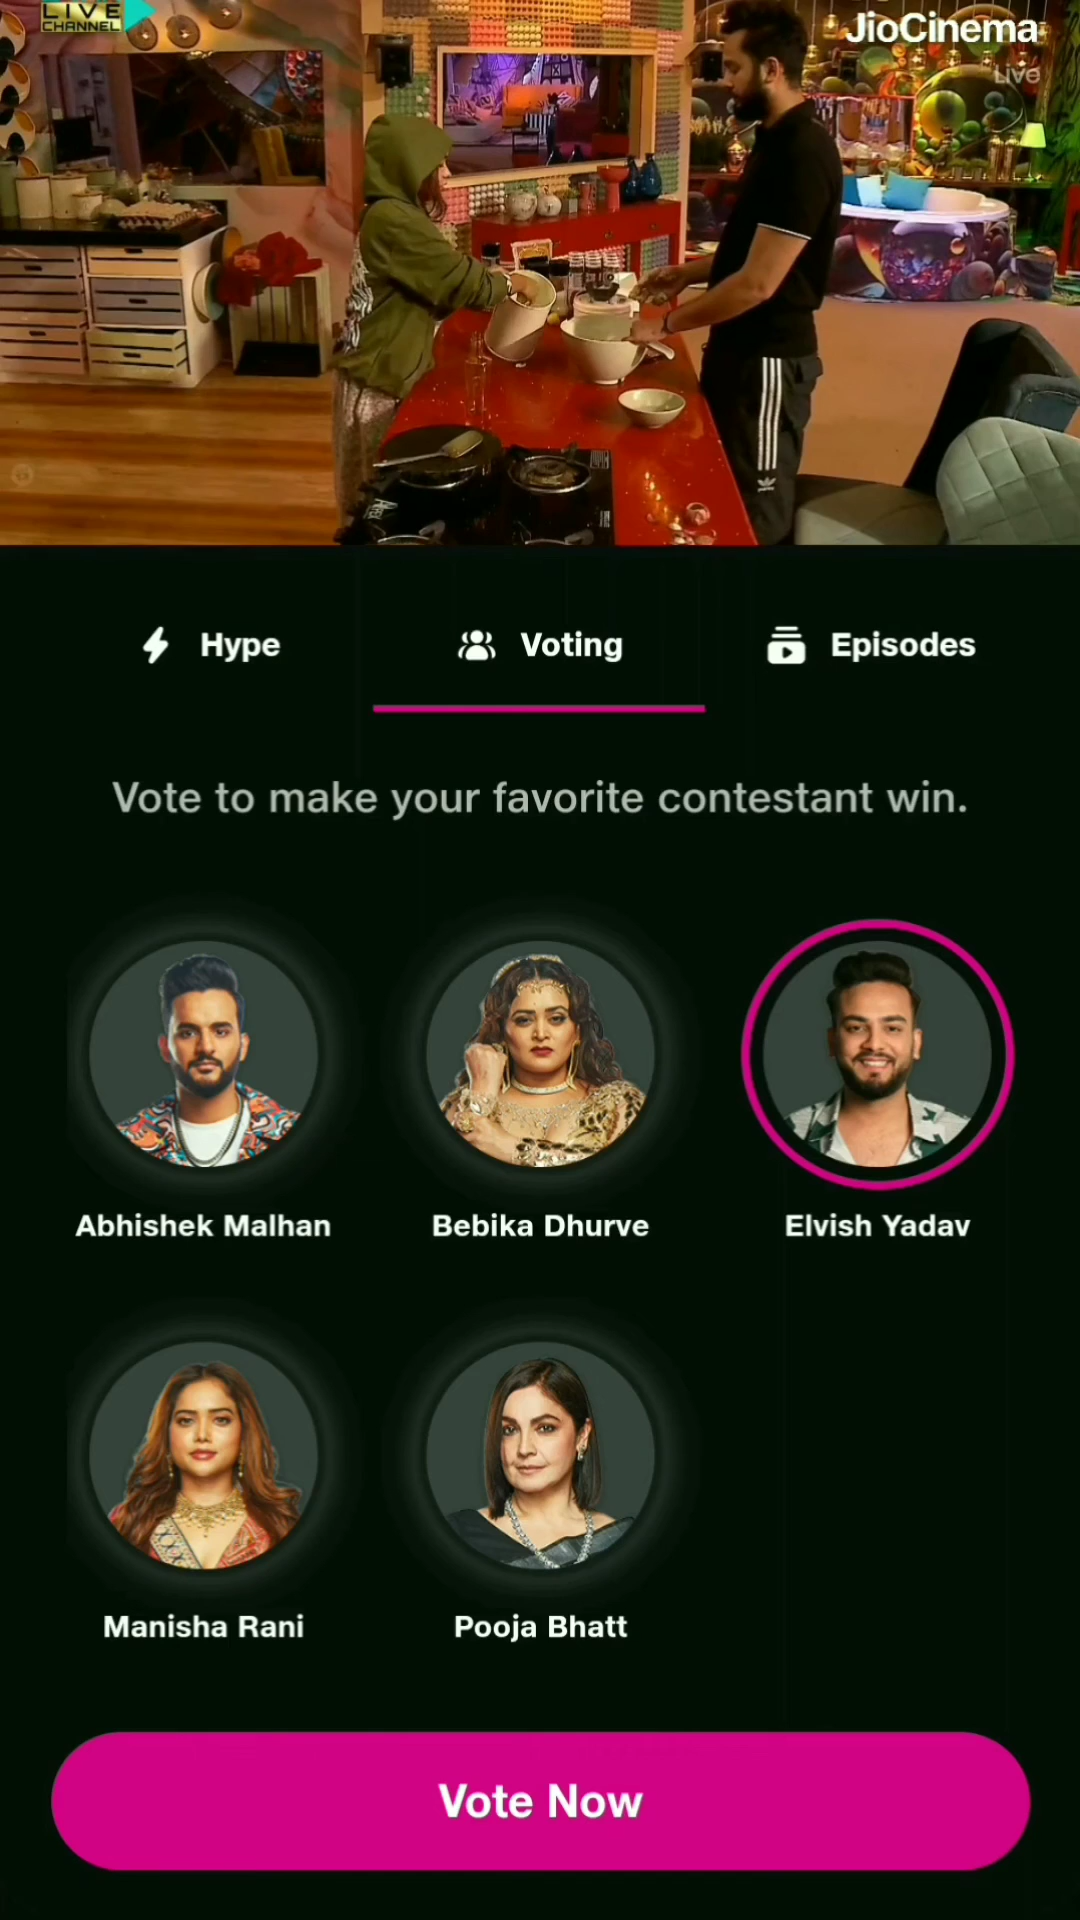 LIVE
CHANNEL
JioCinema
Live
Hype
Voting
Episodes
Vote to make your favorite contestant win.
Abhishek Malhan
Bebika Dhurve
Elvish Yadav
Manisha Rani
Pooja Bhatt
Vote Now